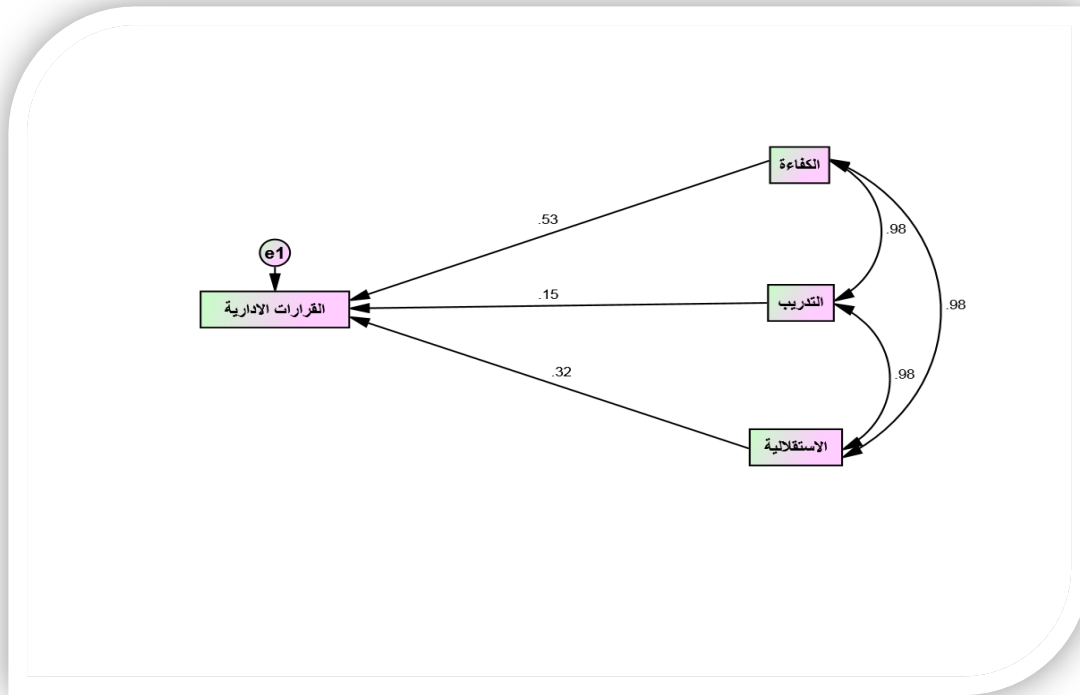 الكفاءة
.53
.98
e1
القرارات الادارية
.15
التدريب
.98
.32
.98
الاستقلالية